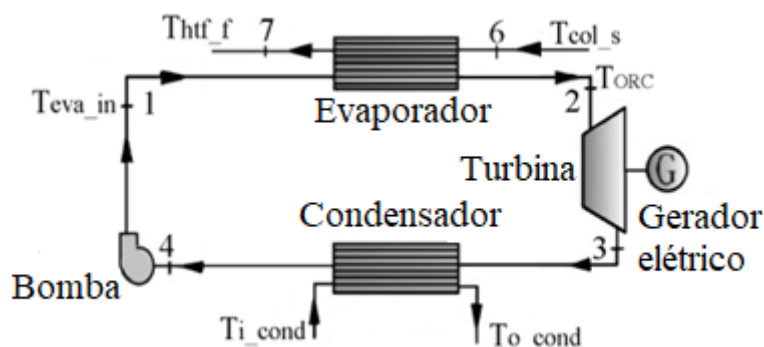 Thtf_f 7 6 Tcol_s
Teva_in 1 Evaporador 2 TORC
Turbina G
Condensador
Gerador
elétrico
3
4
Bomba
Ti_cond To_cond